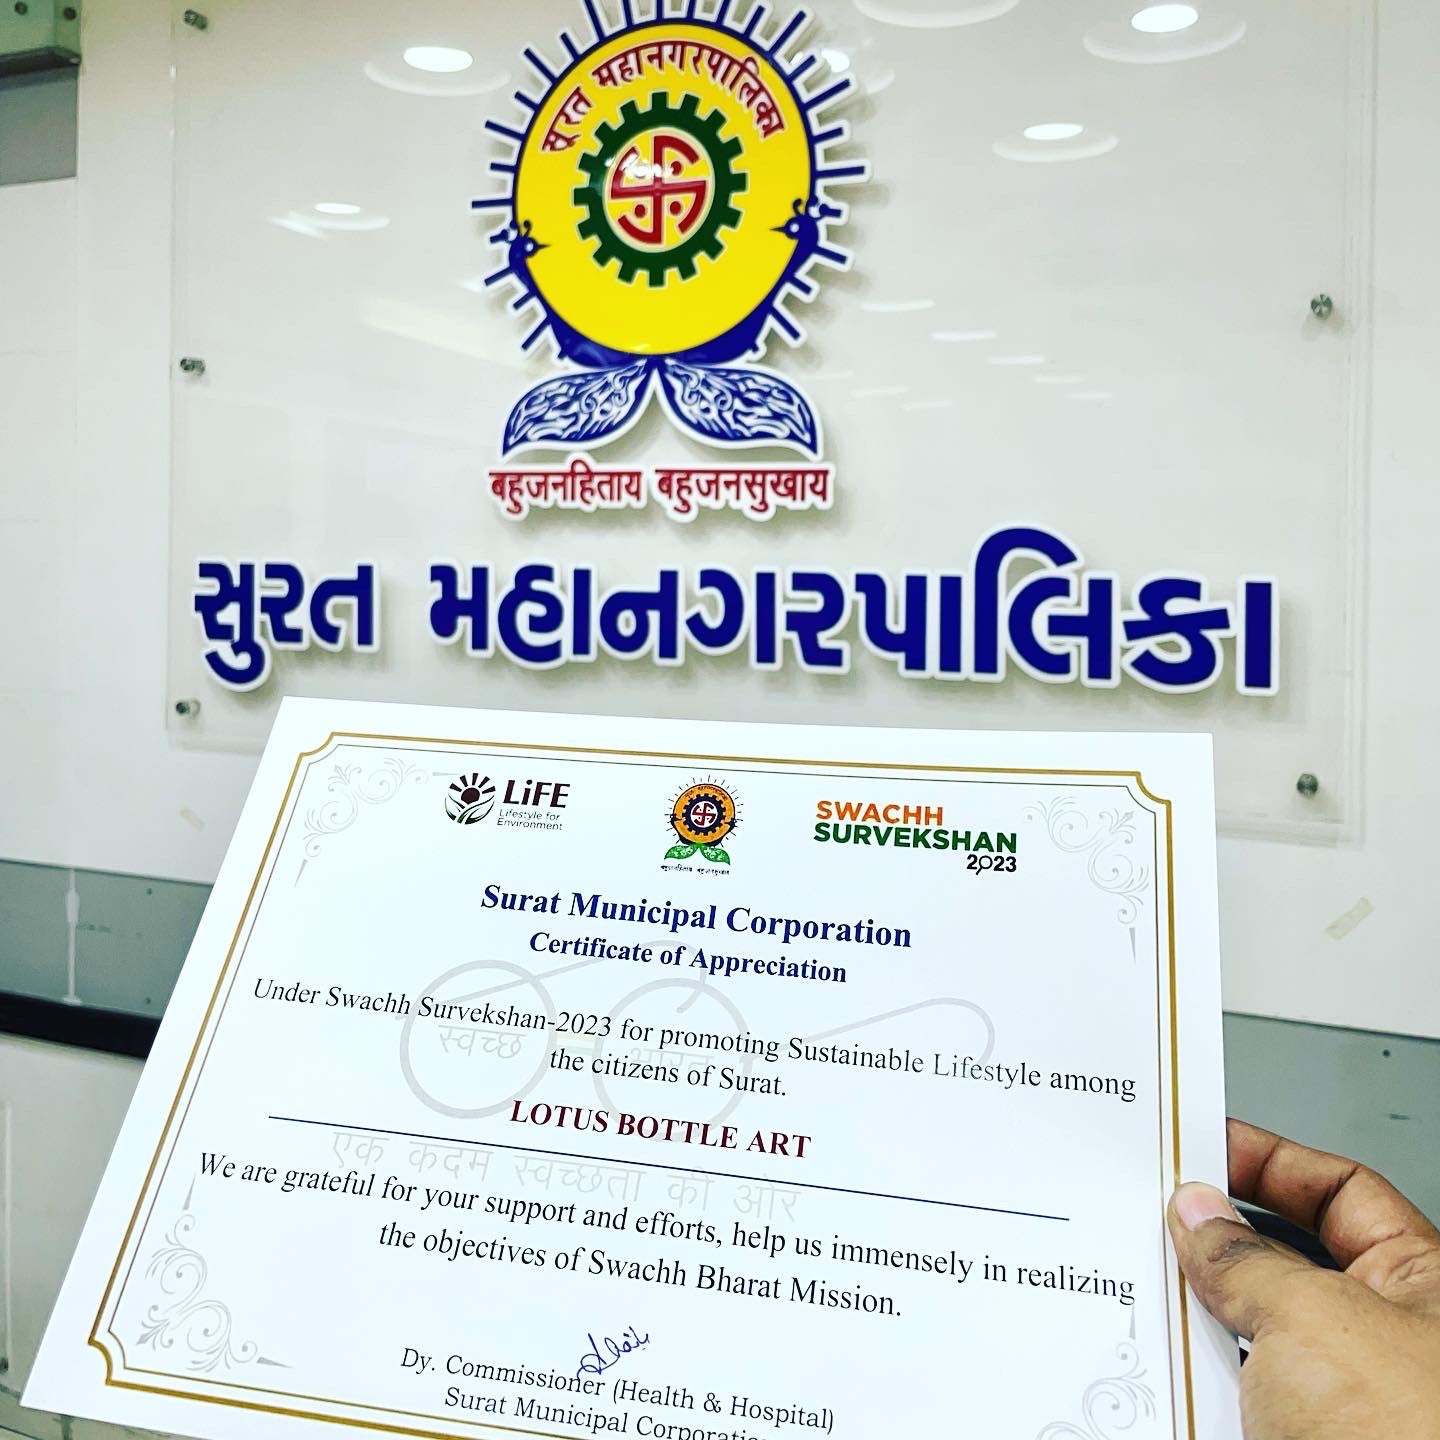 सूरत महानगरपालिका
बहुजनहिताय बहुजनसुखाय
સુરત મહાનગરપાલિકા
LiFE
Lifestyle for
Environment
SWACHH
SURVEKSHAN
2023
Surat Municipal Corporation
Certificate of Appreciation
Under Swachh Survekshan-2023 for promoting Sustainable Lifestyle among
the citizens of Surat.
स्वच्छ भारत
LOTUS BOTTLE ART
एक कदम स्वच्छता की ओर
We are grateful for your support and efforts, help us immensely in realizing
the objectives of Swachh Bharat Mission.
Dy. Commissioner (Health & Hospital)
Surat Municipal